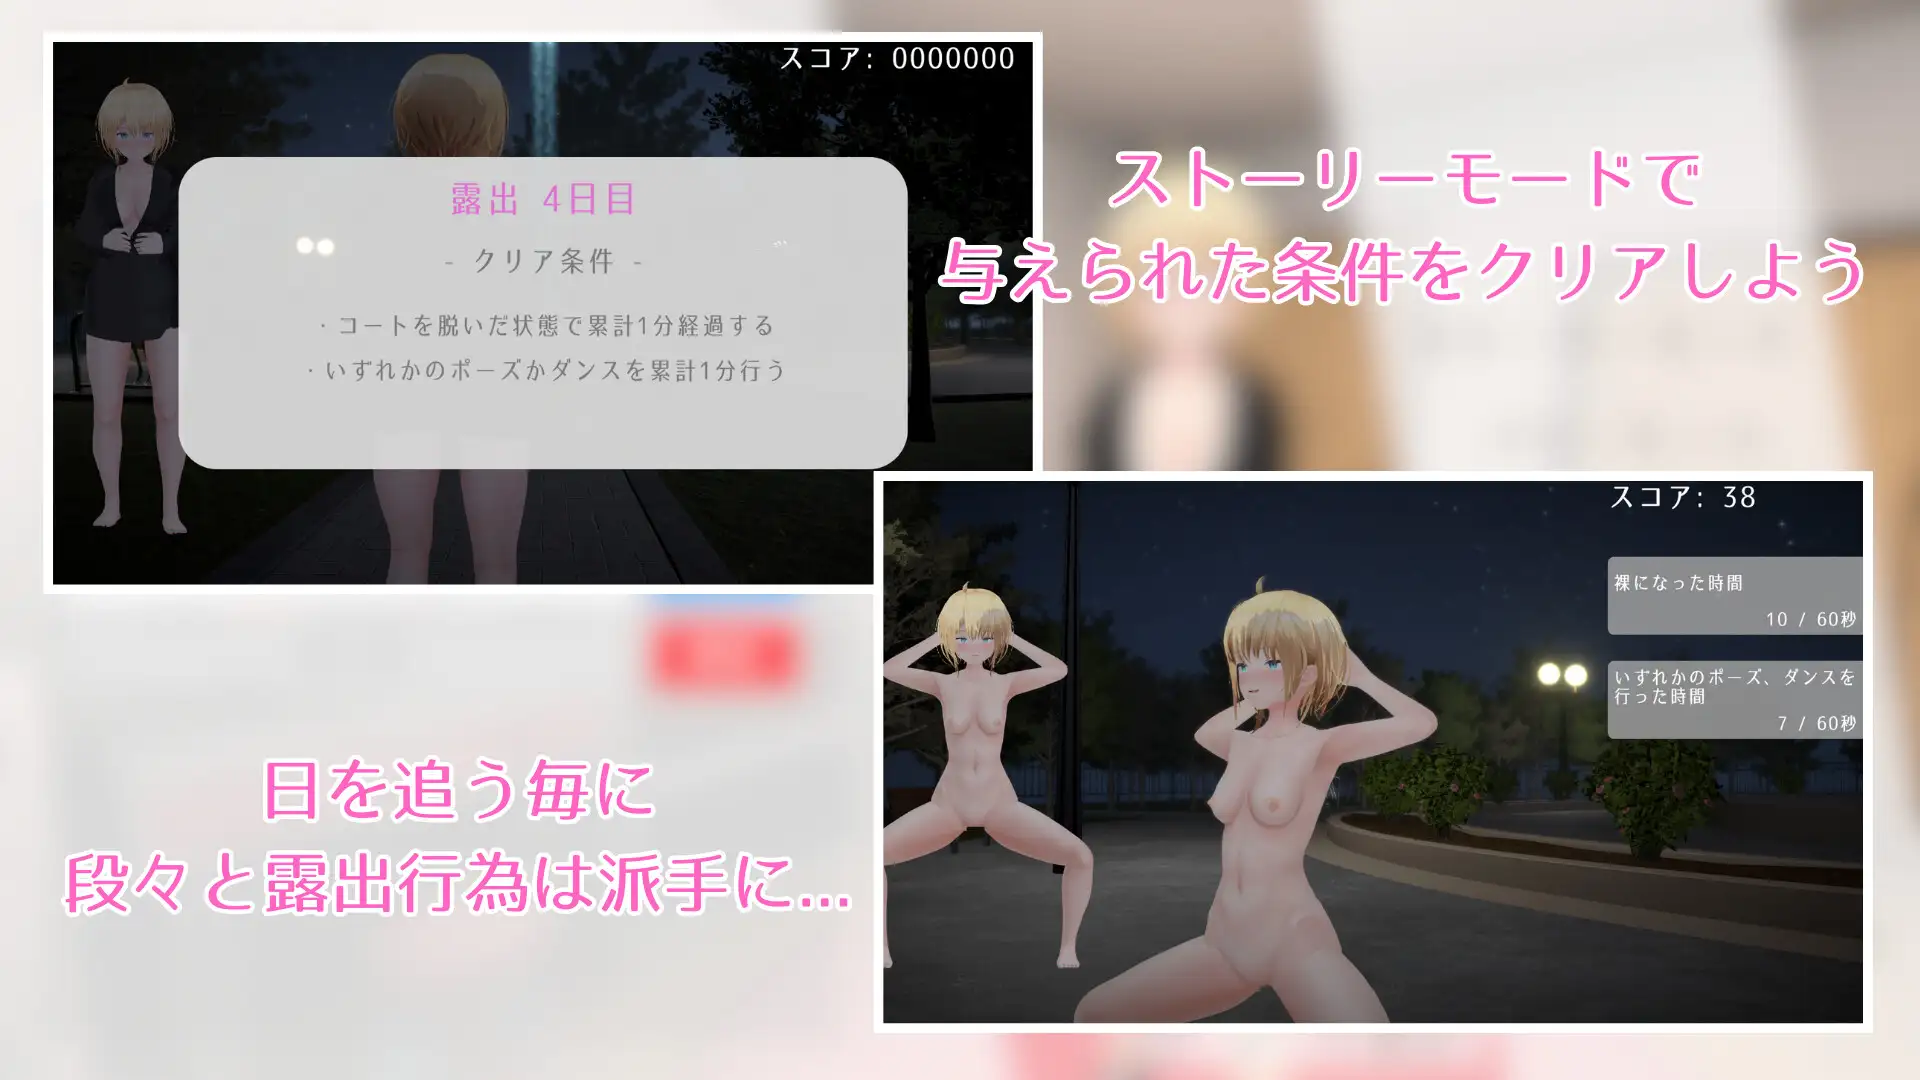 スコア: 0000000
露出 4日目
- クリア条件 -
・コートを脱いだ状態で累計1分経過する
・いずれかのポーズかダンスを累計1分行う
ストーリーモードで
与えられた条件をクリアしよう
スコア: 38
裸になった時間
10 / 60秒
いずれかのポーズ、ダンスを
行った時間
7 / 60秒
日を追う毎に
段々と露出行為は派手に...